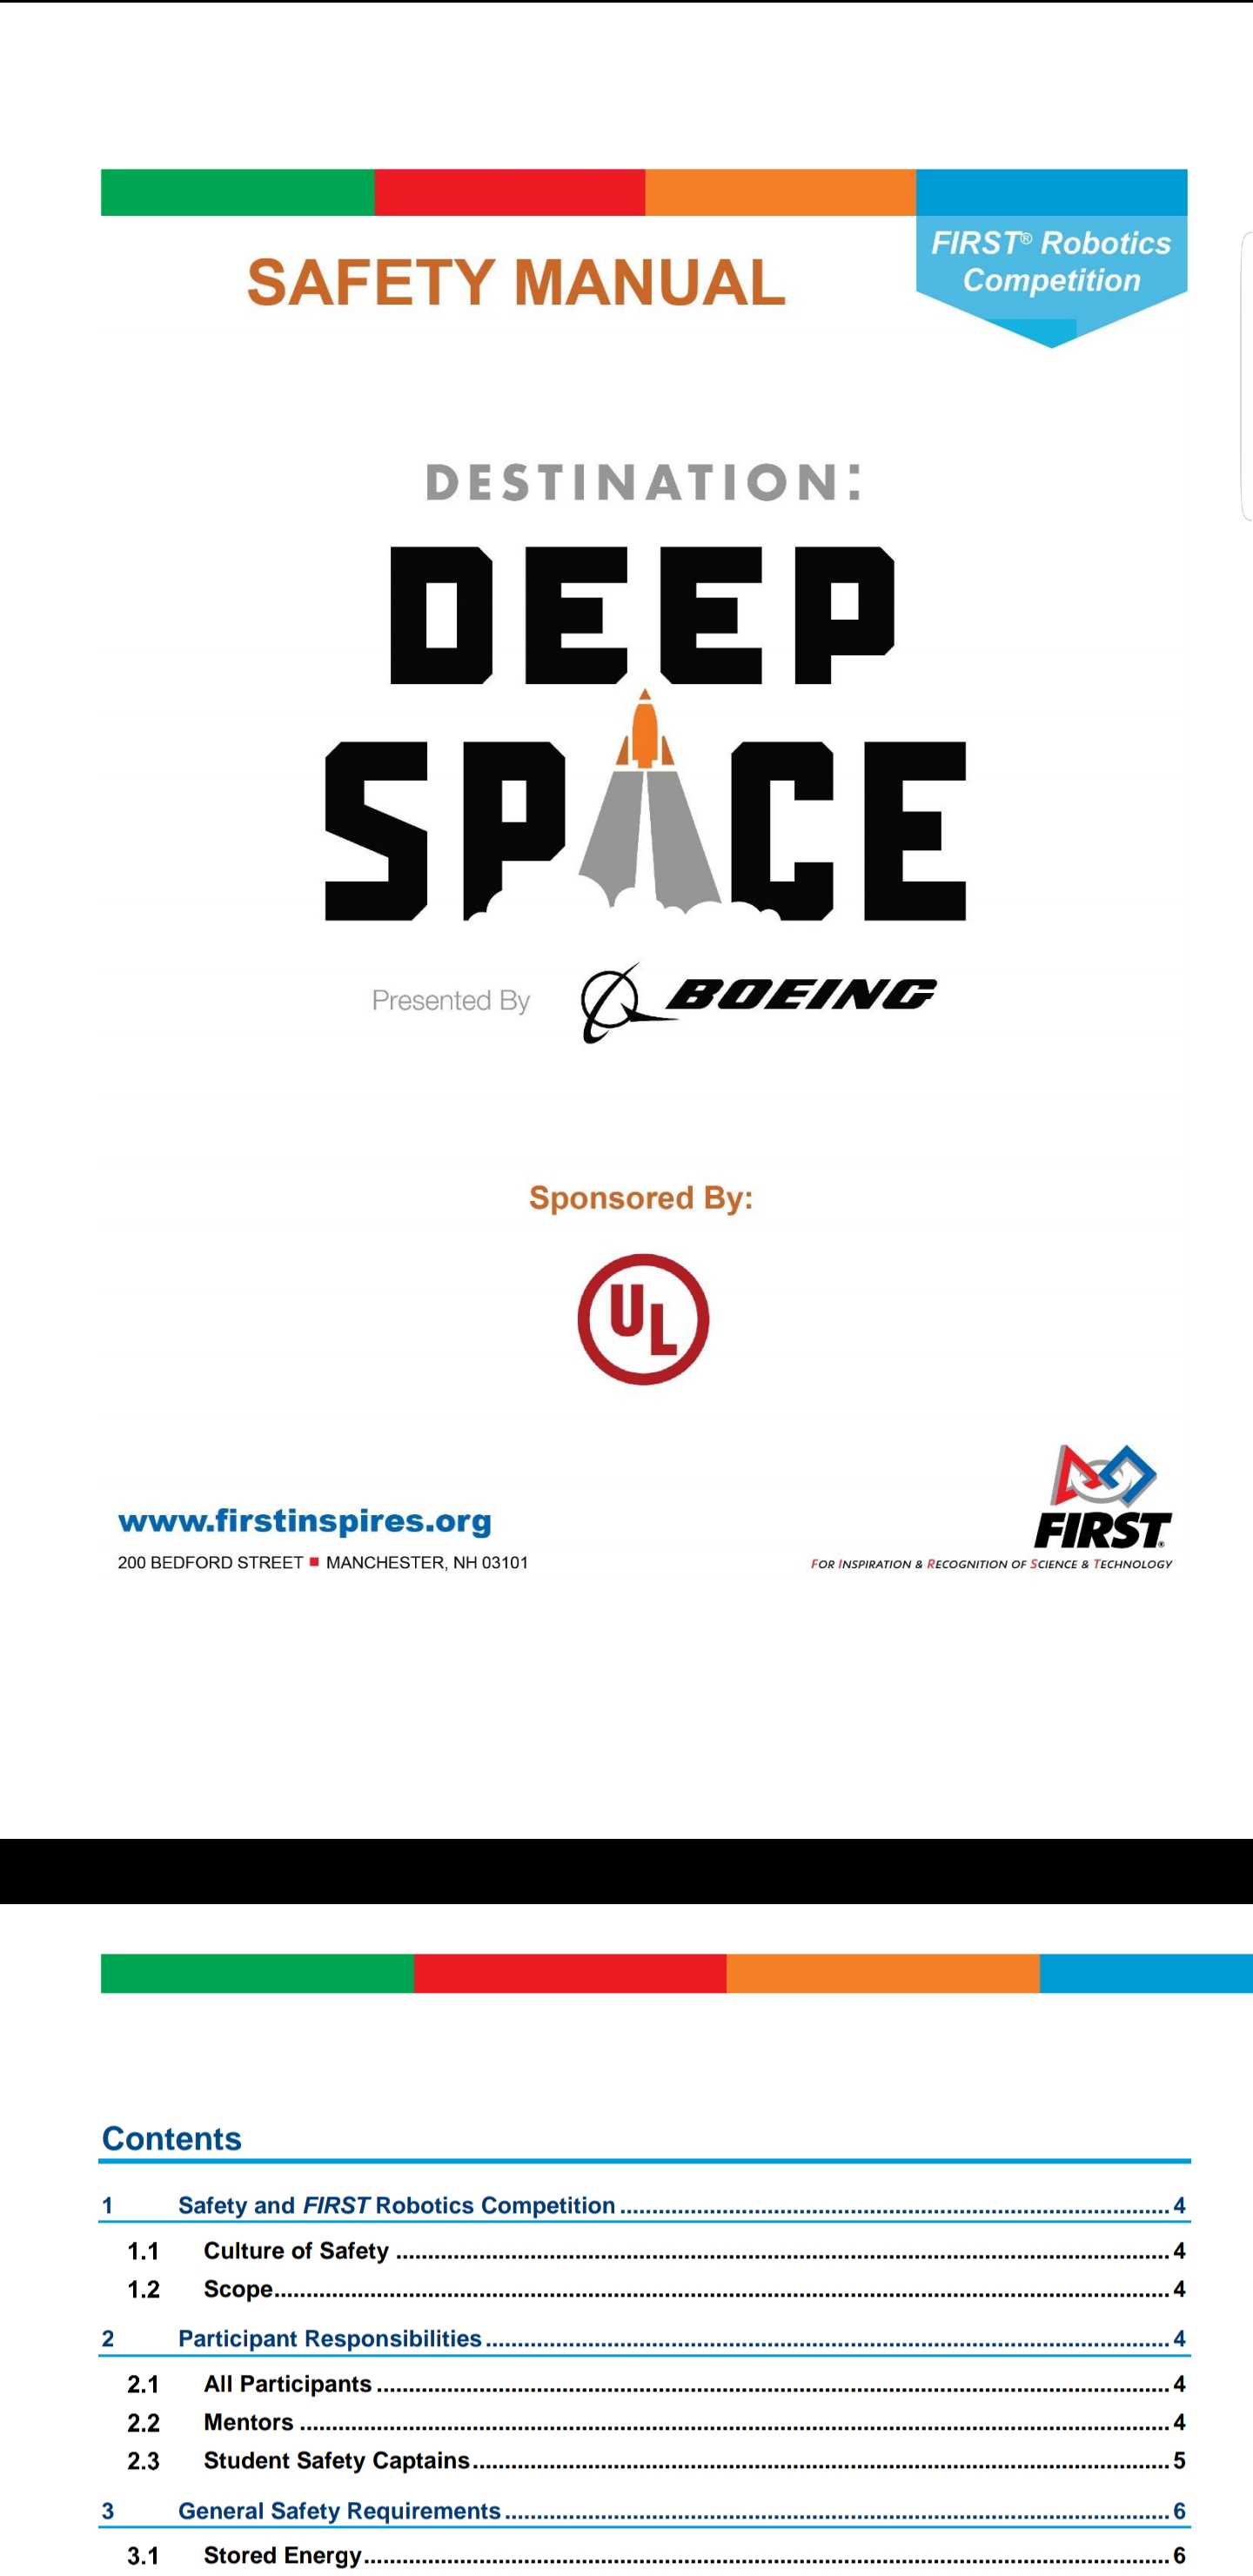 SAFETY MANUAL
FIRST® Robotics
Competition
DESTINATION:
DEEP
SPACE
Presented By BOEING
Sponsored By:
UL
www.firstinspires.org
200 BEDFORD STREET ■ MANCHESTER, NH 03101
FIRST®
FOR INSPIRATION & RECOGNITION OF SCIENCE & TECHNOLOGY
Contents
1 Safety and FIRST Robotics Competition ........ 4
1.1 Culture of Safety ........ 4
1.2 Scope ........ 4
2 Participant Responsibilities ........ 4
2.1 All Participants ........ 4
2.2 Mentors ........ 4
2.3 Student Safety Captains ........ 5
3 General Safety Requirements ........ 6
3.1 Stored Energy ........ 6